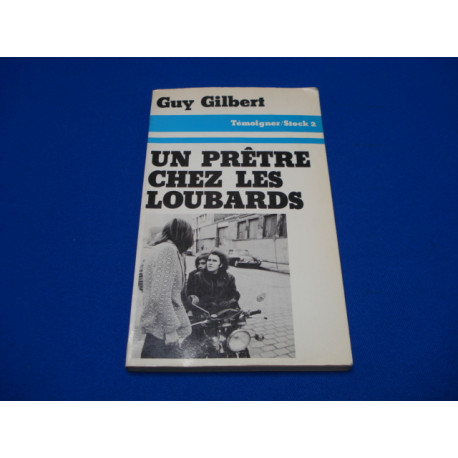 Guy Gilbert
Témoigner/Stock 2
UN PRÊTRE
CHEZ LES
LOUBARDS